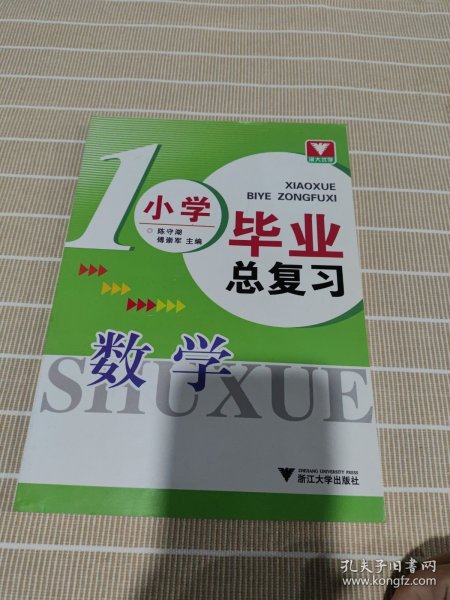 浙大优学
XIAOXUE
BIYE ZONGFUXI
10
小学
毕业
陈守湖
傅崇军 主编
总复习
数学
SHUXUE
ZHEJIANG UNIVERSITY PRESS
浙江大学出版社
孔夫子旧书网
www.kongfz.com